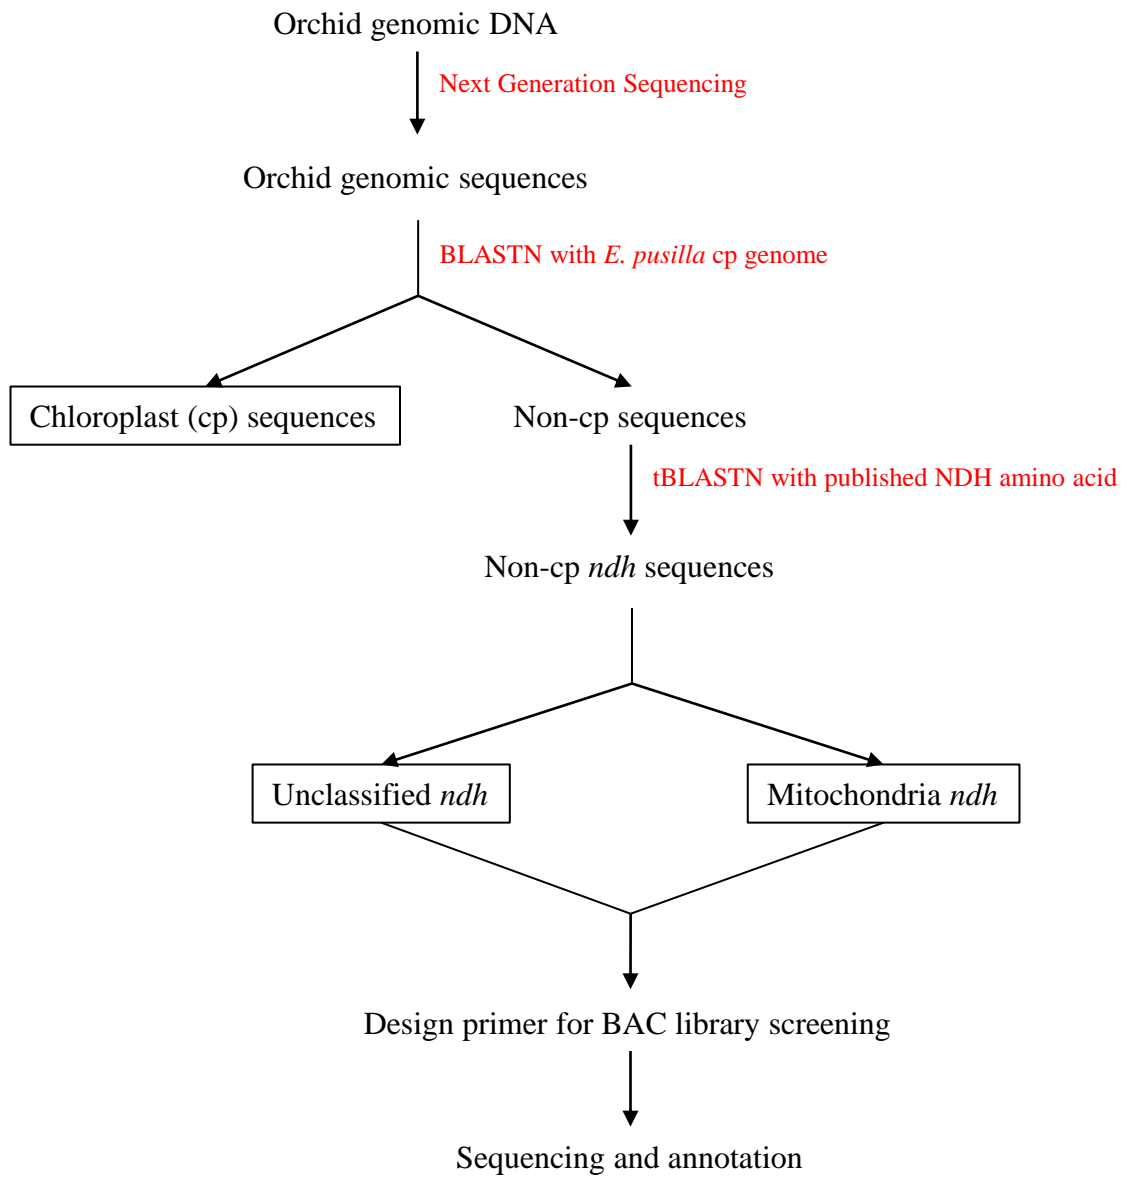 Orchid genomic DNA
Next Generation Sequencing
Orchid genomic sequences
BLASTN with E. pusilla cp genome
Chloroplast (cp) sequences
Non-cp sequences
tBLASTN with published NDH amino acid
Non-cp ndh sequences
Unclassified ndh
Mitochondria ndh
Design primer for BAC library screening
Sequencing and annotation